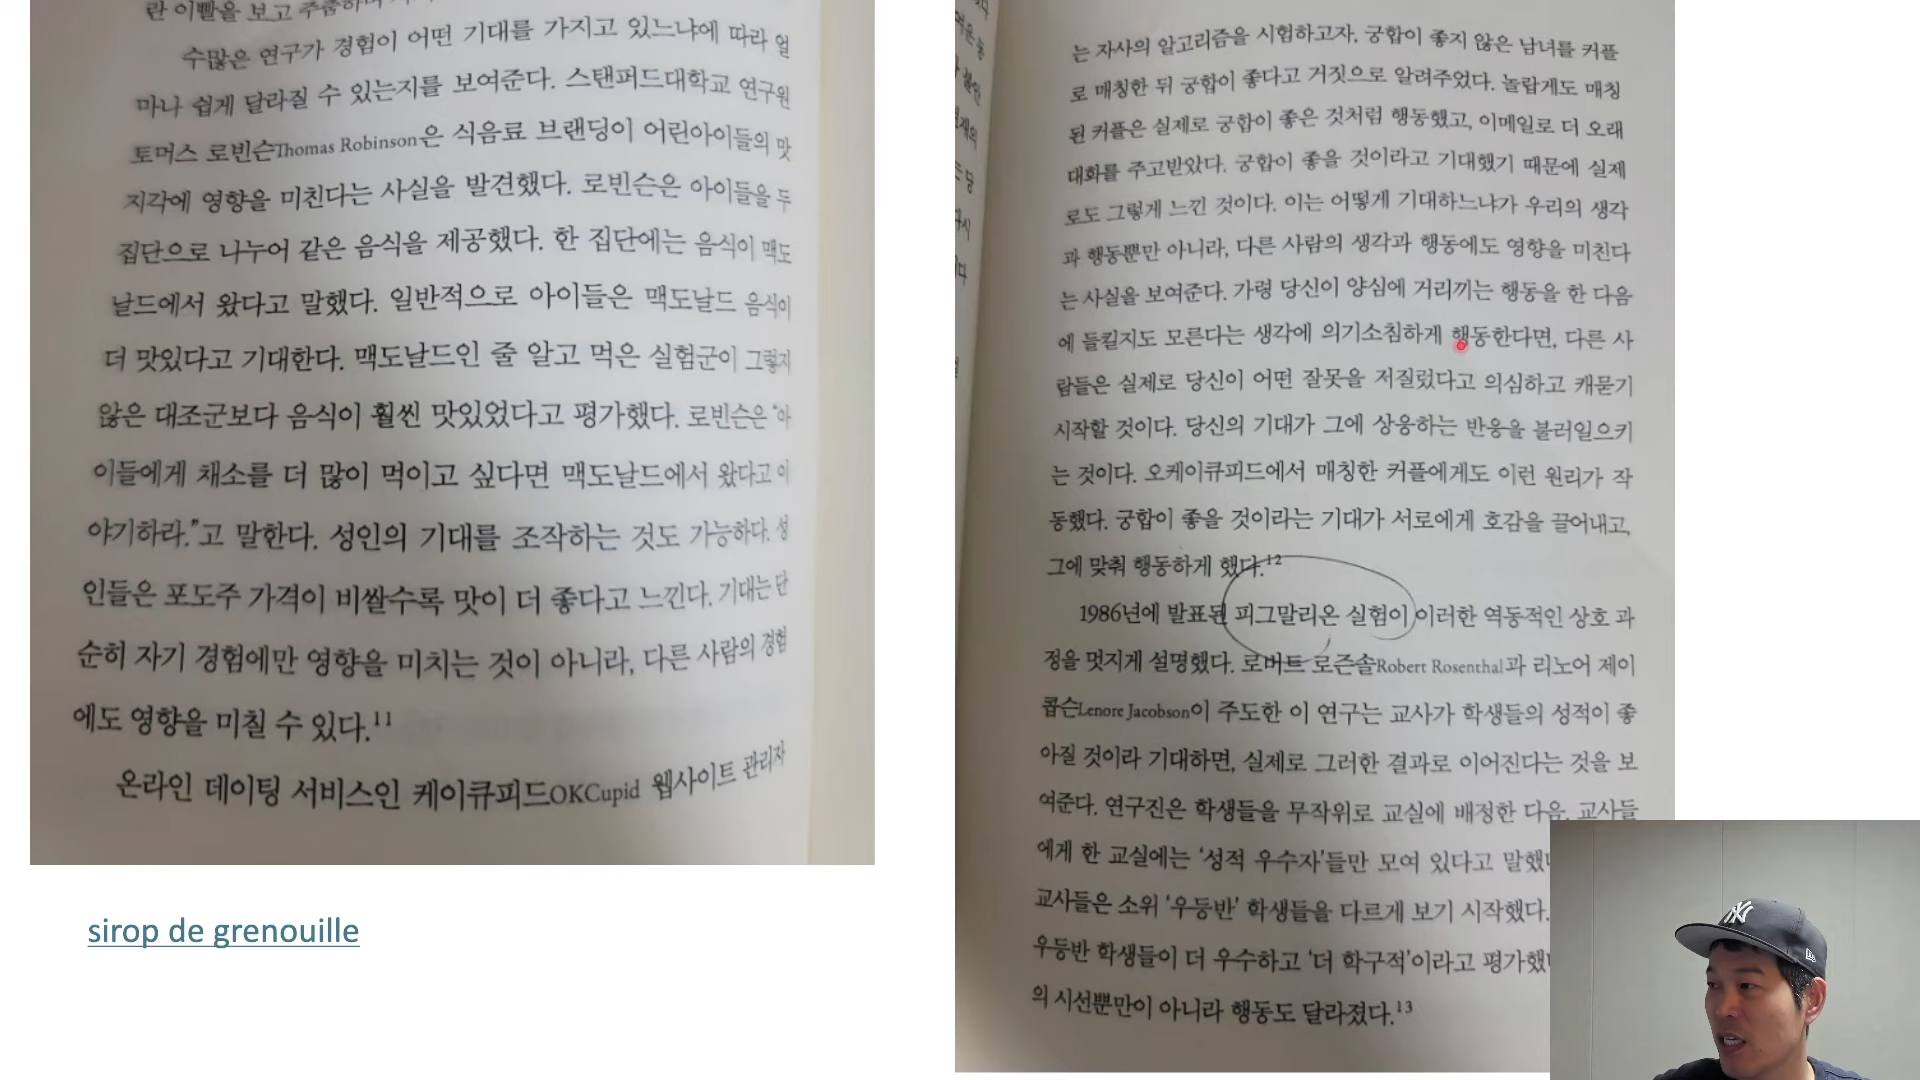 란 이빨을 보고 주춤하
수많은 연구가 경험이 어떤 기대를 가지고 있느냐에 따라 얼
마나 쉽게 달라질 수 있는지를 보여준다. 스탠퍼드대학교 연구원
토머스 로빈슨Thomas Robinson은 식음료 브랜딩이 어린아이들의 맛
지각에 영향을 미친다는 사실을 발견했다. 로빈슨은 아이들을 두
집단으로 나누어 같은 음식을 제공했다. 한 집단에는 음식이 맥도
날드에서 왔다고 말했다. 일반적으로 아이들은 맥도날드 음식이
더 맛있다고 기대한다. 맥도날드인 줄 알고 먹은 실험군이 그렇지
않은 대조군보다 음식이 훨씬 맛있었다고 평가했다. 로빈슨은 “아
이들에게 채소를 더 많이 먹이고 싶다면 맥도날드에서 왔다고 이
야기하라.”고 말한다. 성인의 기대를 조작하는 것도 가능하다. 성
인들은 포도주 가격이 비쌀수록 맛이 더 좋다고 느낀다. 기대는 단
순히 자기 경험에만 영향을 미치는 것이 아니라, 다른 사람의 경험
에도 영향을 미칠 수 있다.11
온라인 데이팅 서비스인 케이큐피드OKCupid 웹사이트 관리자
sirop de grenouille
는 자사의 알고리즘을 시험하고자, 궁합이 좋지 않은 남녀를 커플
로 매칭한 뒤 궁합이 좋다고 거짓으로 알려주었다. 놀랍게도 매칭
된 커플은 실제로 궁합이 좋은 것처럼 행동했고, 이메일로 더 오래
대화를 주고받았다. 궁합이 좋을 것이라고 기대했기 때문에 실제
로도 그렇게 느낀 것이다. 이는 어떻게 기대하느냐가 우리의 생각
과 행동뿐만 아니라, 다른 사람의 생각과 행동에도 영향을 미친다
는 사실을 보여준다. 가령 당신이 양심에 거리끼는 행동을 한 다음
에 들킬지도 모른다는 생각에 의기소침하게 행동한다면, 다른 사
람들은 실제로 당신이 어떤 잘못을 저질렀다고 의심하고 캐묻기
시작할 것이다. 당신의 기대가 그에 상응하는 반응을 불러일으키
는 것이다. 오케이큐피드에서 매칭한 커플에게도 이런 원리가 작
동했다. 궁합이 좋을 것이라는 기대가 서로에게 호감을 끌어내고,
그에 맞춰 행동하게 했다.12
1986년에 발표된 피그말리온 실험이 이러한 역동적인 상호 과
정을 멋지게 설명했다. 로버트 로즌솔Robert Rosenthal과 리노어 제이
콥슨Lenore Jacobson이 주도한 이 연구는 교사가 학생들의 성적이 좋
아질 것이라 기대하면, 실제로 그러한 결과로 이어진다는 것을 보
여준다. 연구진은 학생들을 무작위로 교실에 배정한 다음, 교사들
에게 한 교실에는 ‘성적 우수자’들만 모여 있다고 말했
교사들은 소위 ‘우등반’ 학생들을 다르게 보기 시작했다.
우등반 학생들이 더 우수하고 ‘더 학구적’이라고 평가했
의 시선뿐만이 아니라 행동도 달라졌다.13
NY